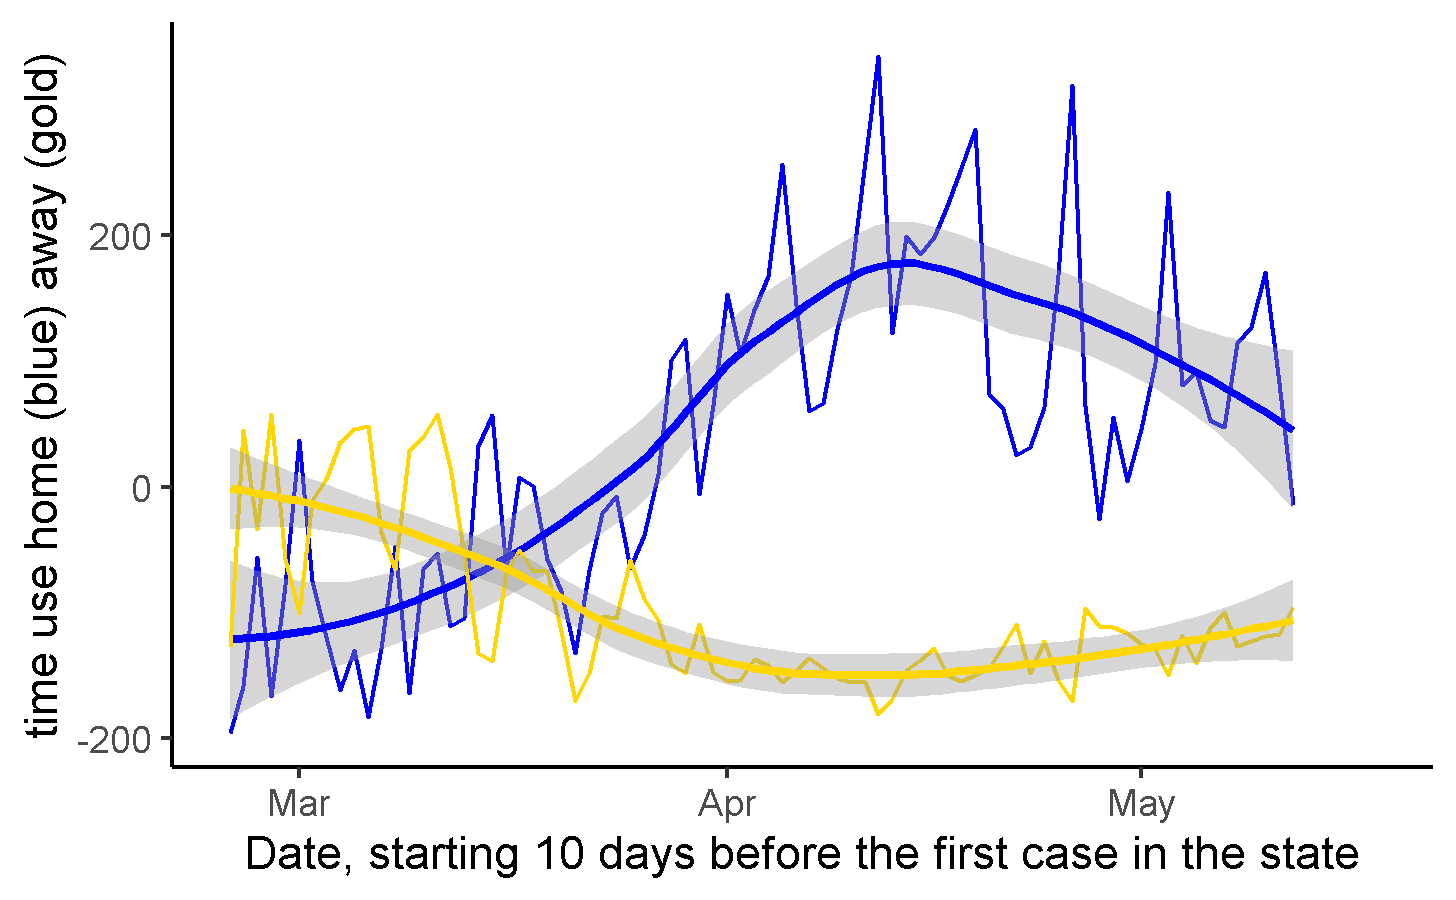 time use home (blue) away (gold)
200
0
-200
Mar Apr May
Date, starting 10 days before the first case in the state